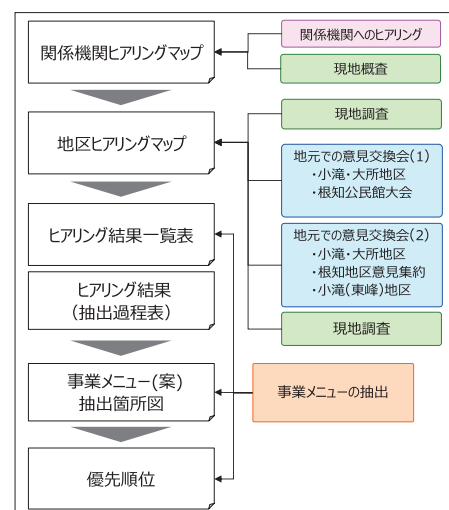 関係機関ヒアリングマップ
関係機関へのヒアリング
現地概査
地区ヒアリングマップ
現地調査
地元での意見交換会(1)
・小滝・大所地区
・根知公民館大会
地元での意見交換会(2)
・小滝・大所地区
・根知地区意見集約
・小滝(東峰)地区
現地調査
ヒアリング結果一覧表
ヒアリング結果
(抽出過程表)
事業メニュー(案)
抽出箇所図
事業メニューの抽出
優先順位